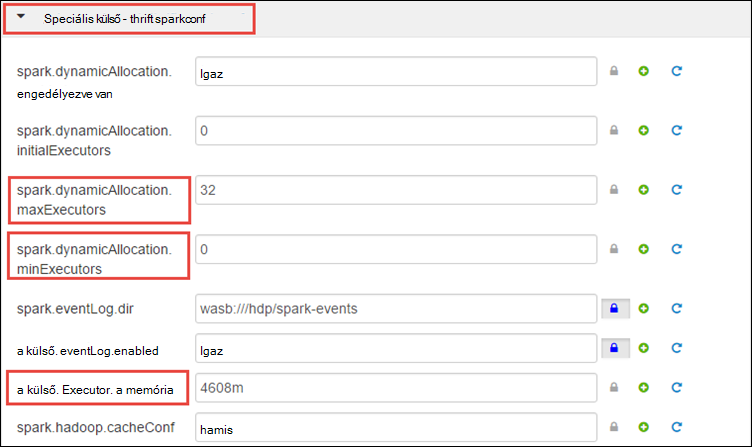 Speciális külső - thrift sparkconf
spark.dynamicAllocation. Igaz
engedélyezve van
spark.dynamicAllocation. 0
initialExecutors
spark.dynamicAllocation. 32
maxExecutors
spark.dynamicAllocation. 0
minExecutors
spark.eventLog.dir wasb:///hdp/spark-events
a külső. eventLog.enabled Igaz
a külső. Executor. a memória 4608m
spark.hadoop.cacheConf hamis